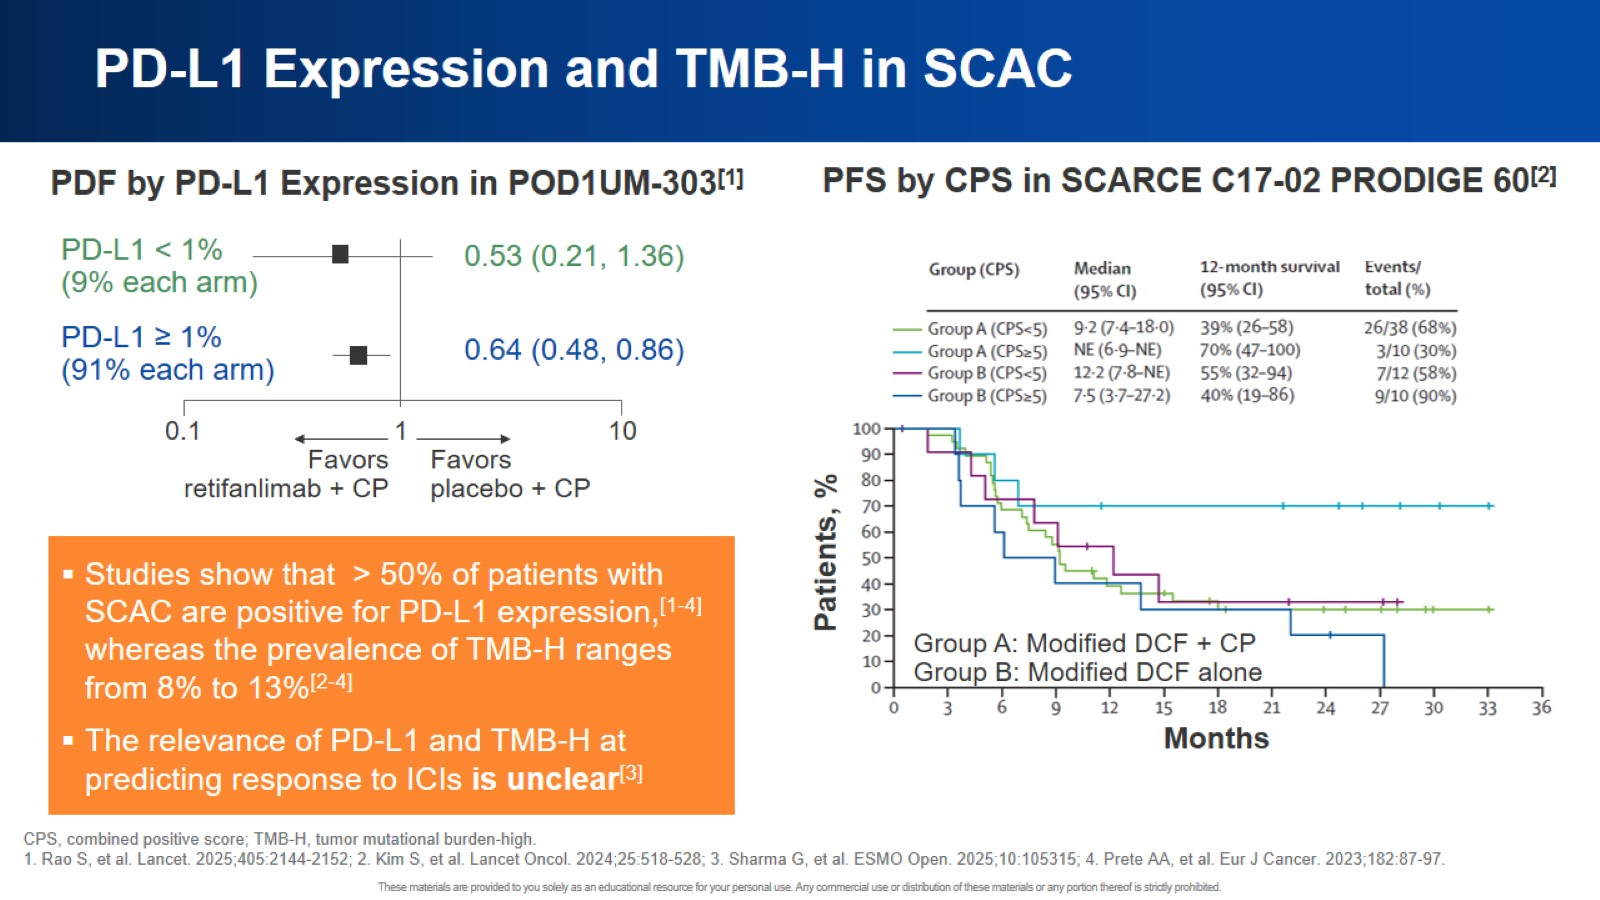 PD-L1 Expression and TMB-H in SCAC
PDF by PD-L1 Expression in POD1UM-303[1]
PD-L1 < 1%
(9% each arm)
0.53 (0.21, 1.36)
PD-L1 ≥ 1%
(91% each arm)
0.64 (0.48, 0.86)
0.1 1 10
Favors
retifanlimab + CP
Favors
placebo + CP
▪ Studies show that > 50% of patients with
SCAC are positive for PD-L1 expression,[1-4]
whereas the prevalence of TMB-H ranges
from 8% to 13%[2-4]
▪ The relevance of PD-L1 and TMB-H at
predicting response to ICIs is unclear[3]
PFS by CPS in SCARCE C17-02 PRODIGE 60[2]
Group (CPS) Median 12-month survival Events/
(95% CI) (95% CI) total (%)
Group A (CPS<5) 9·2 (7·4–18·0) 39% (26–58) 26/38 (68%)
Group A (CPS≥5) NE (6·9–NE) 70% (47–100) 3/10 (30%)
Group B (CPS<5) 12·2 (7·8–NE) 55% (32–94) 7/12 (58%)
Group B (CPS≥5) 7·5 (3·7–27·2) 40% (19–86) 9/10 (90%)
Patients, %
100
90
80
70
60
50
40
30
20
10
0
Group A: Modified DCF + CP
Group B: Modified DCF alone
0 3 6 9 12 15 18 21 24 27 30 33 36
Months
CPS, combined positive score; TMB-H, tumor mutational burden-high.
1. Rao S, et al. Lancet. 2025;405:2144-2152; 2. Kim S, et al. Lancet Oncol. 2024;25:518-528; 3. Sharma G, et al. ESMO Open. 2025;10:105315; 4. Prete AA, et al. Eur J Cancer. 2023;182:87-97.
These materials are provided to you solely as an educational resource for your personal use. Any commercial use or distribution of these materials or any portion thereof is strictly prohibited.